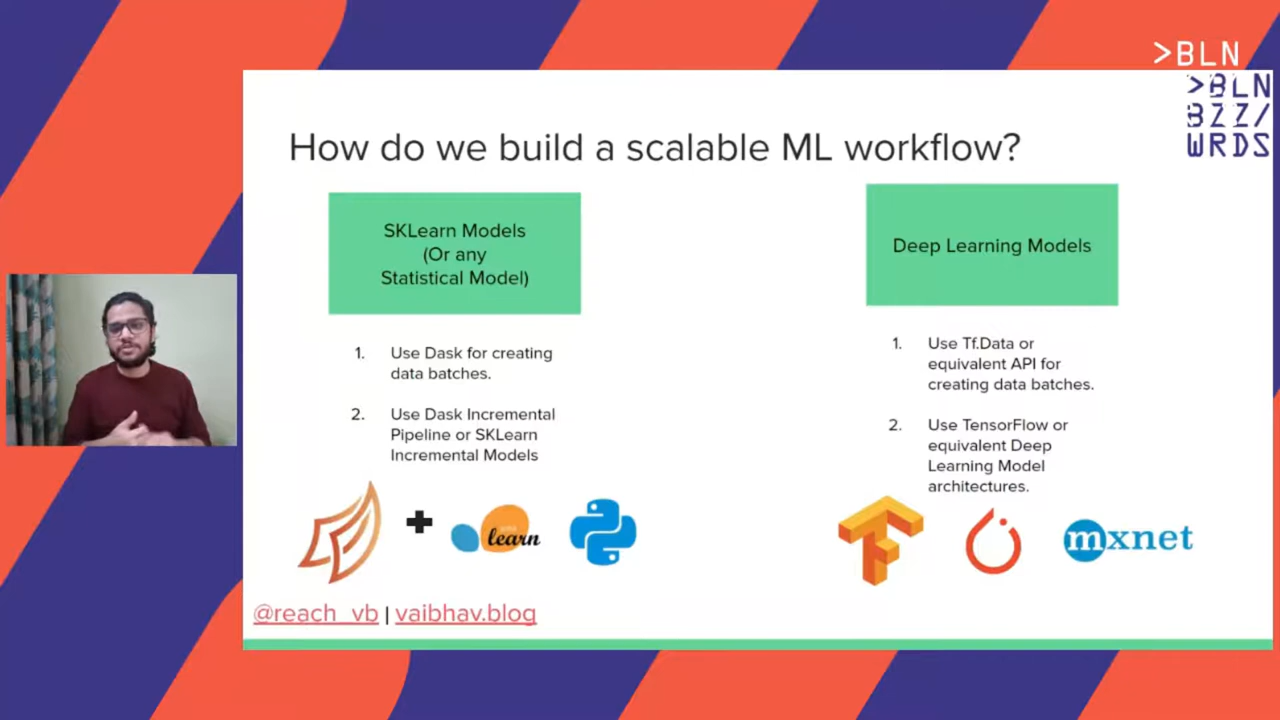 >BLN
>BLN
BZZ/
WRDS
How do we build a scalable ML workflow?
SKLearn Models
(Or any
Statistical Model)
Deep Learning Models
1. Use Dask for creating
data batches.
2. Use Dask Incremental
Pipeline or SKLearn
Incremental Models
1. Use Tf.Data or
equivalent API for
creating data batches.
2. Use TensorFlow or
equivalent Deep
Learning Model
architectures.
learn
mxnet
@reach_vb | vaibhav.blog